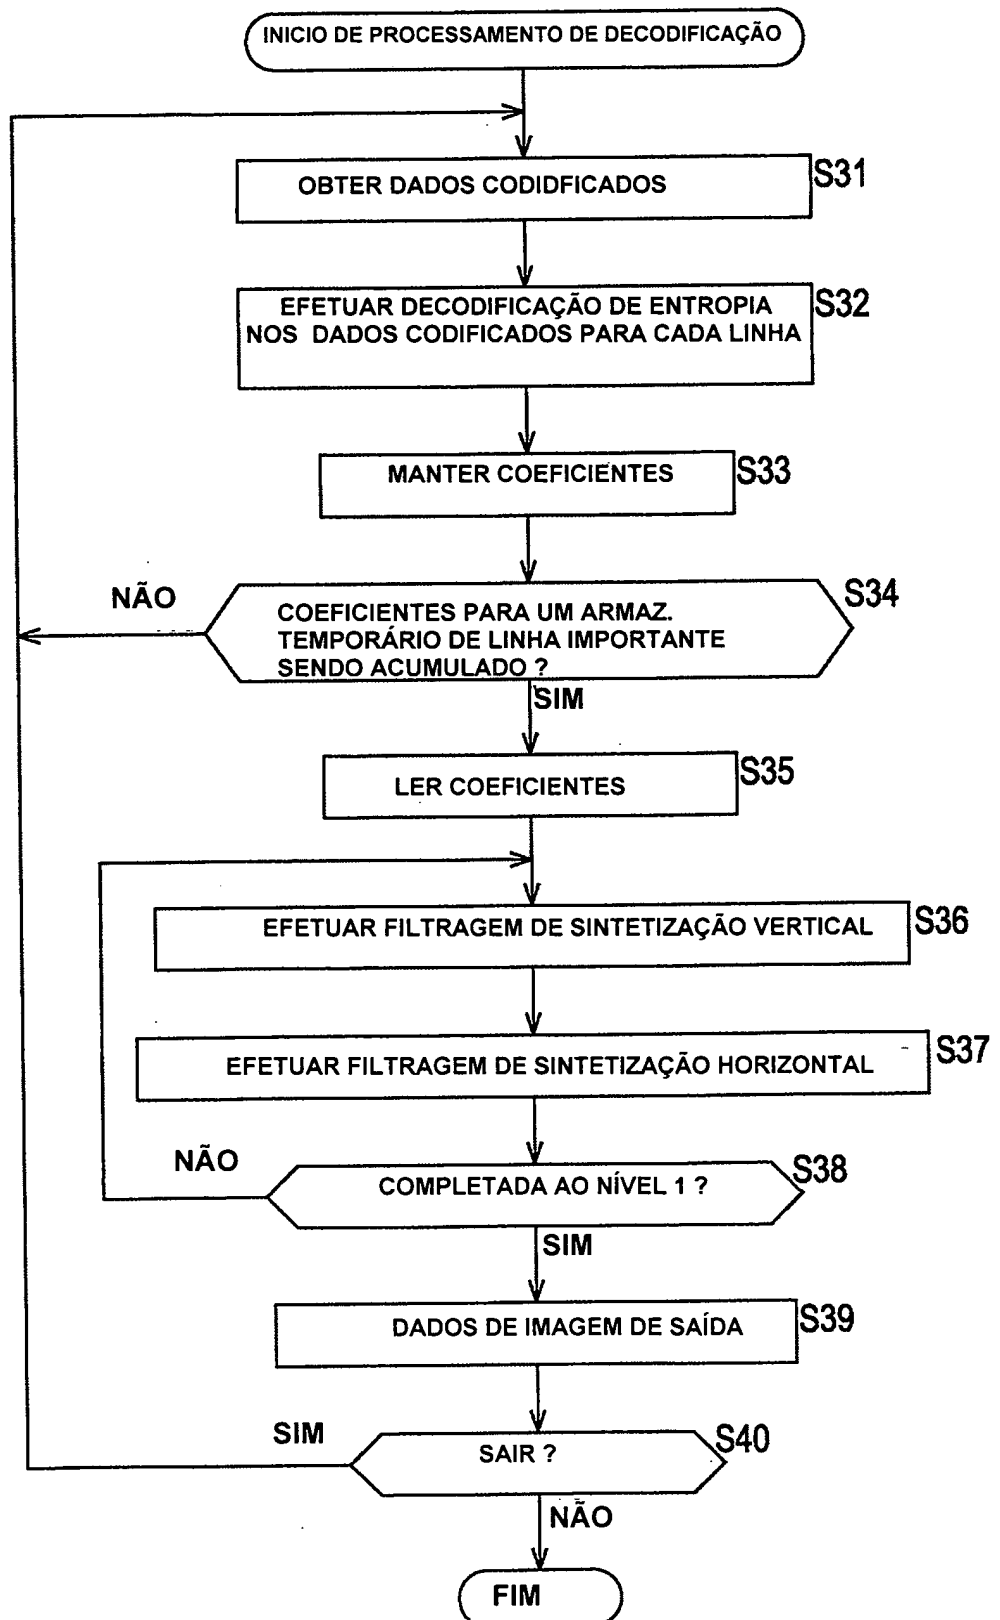 INICIO DE PROCESSAMENTO DE DECODIFICAÇÃO
OBTER DADOS CODIDFICADOS
S31
EFETUAR DECODIFICAÇÃO DE ENTROPIA
NOS DADOS CODIFICADOS PARA CADA LINHA
S32
MANTER COEFICIENTES
S33
NÃO
COEFICIENTES PARA UM ARMAZ.
TEMPORÁRIO DE LINHA IMPORTANTE
SENDO ACUMULADO ?
S34
SIM
LER COEFICIENTES
S35
EFETUAR FILTRAGEM DE SINTETIZAÇÃO VERTICAL
S36
EFETUAR FILTRAGEM DE SINTETIZAÇÃO HORIZONTAL
S37
NÃO
COMPLETADA AO NÍVEL 1 ?
S38
SIM
DADOS DE IMAGEM DE SAÍDA
S39
SIM
SAIR ?
S40
NÃO
FIM